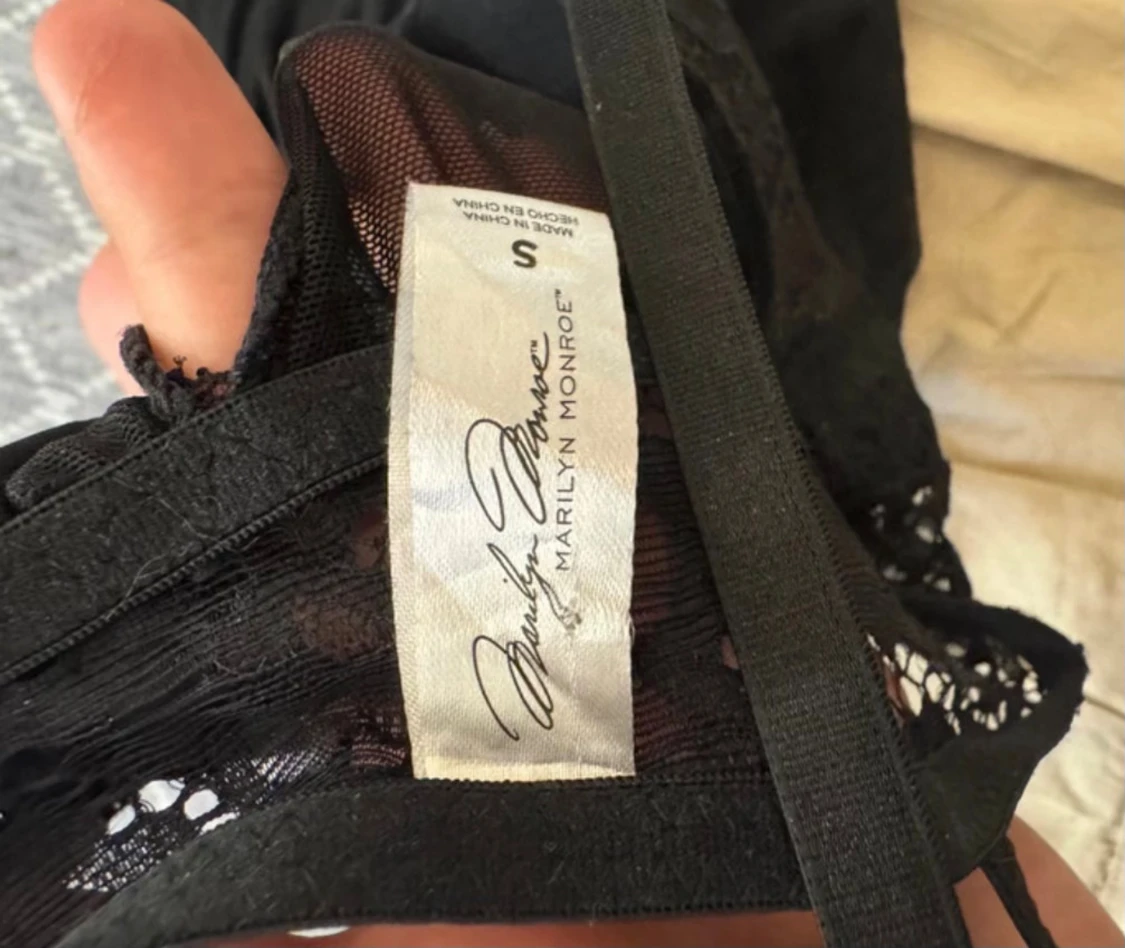 Marilyn Monroe™
MARILYN MONROE™
S
MADE IN CHINA
HECHO EN CHINA